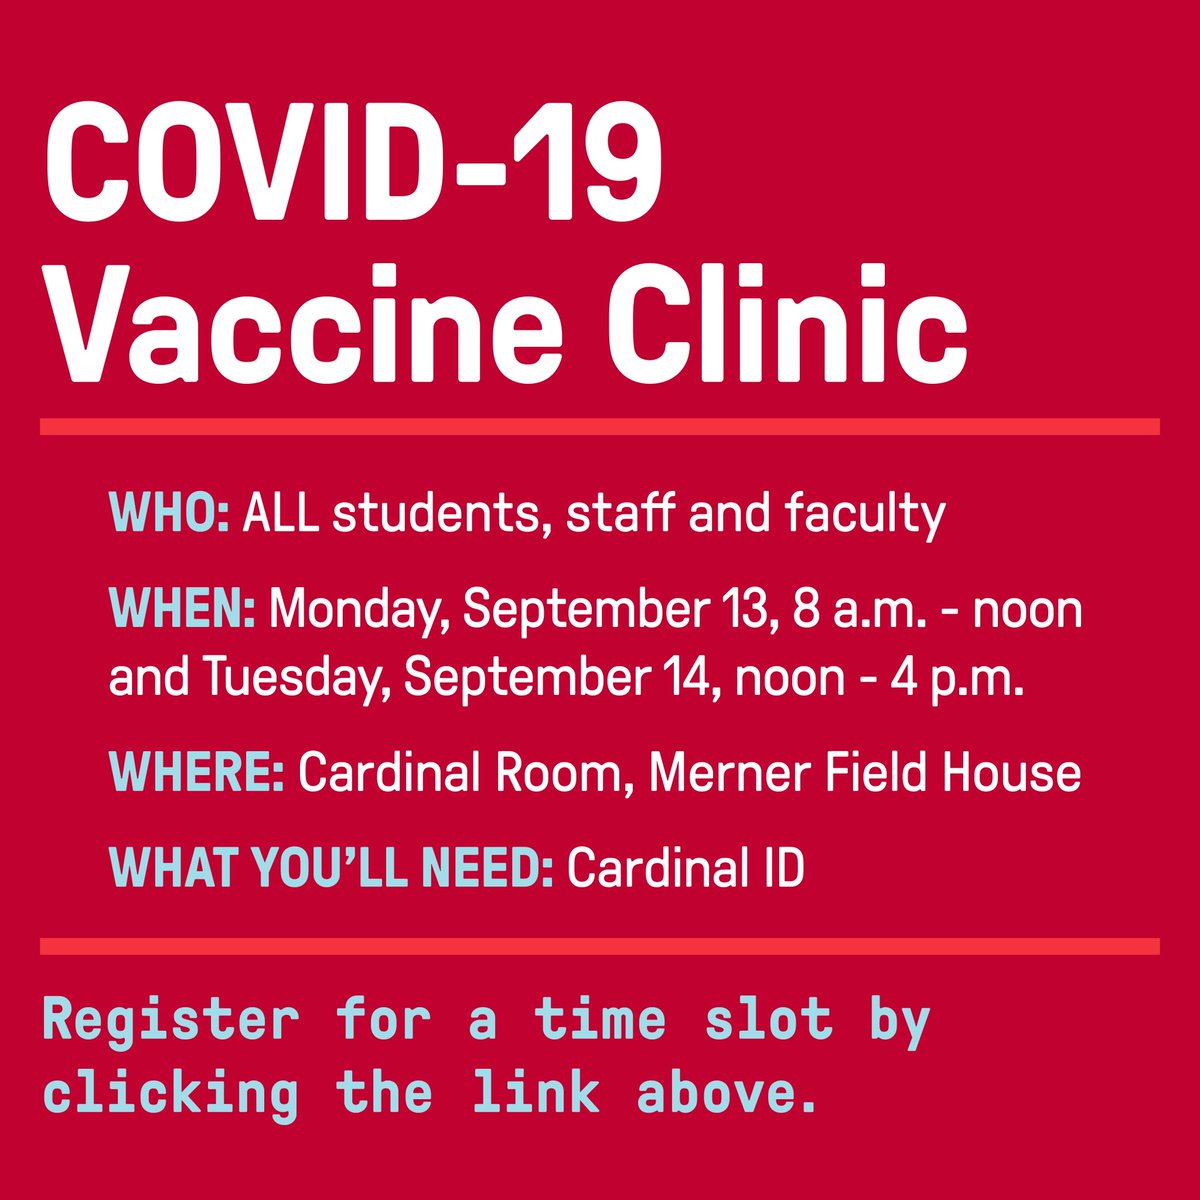 COVID-19
Vaccine Clinic
WHO: ALL students, staff and faculty
WHEN: Monday, September 13, 8 a.m. - noon
and Tuesday, September 14, noon - 4 p.m.
WHERE: Cardinal Room, Merner Field House
WHAT YOU’LL NEED: Cardinal ID
Register for a time slot by
clicking the link above.